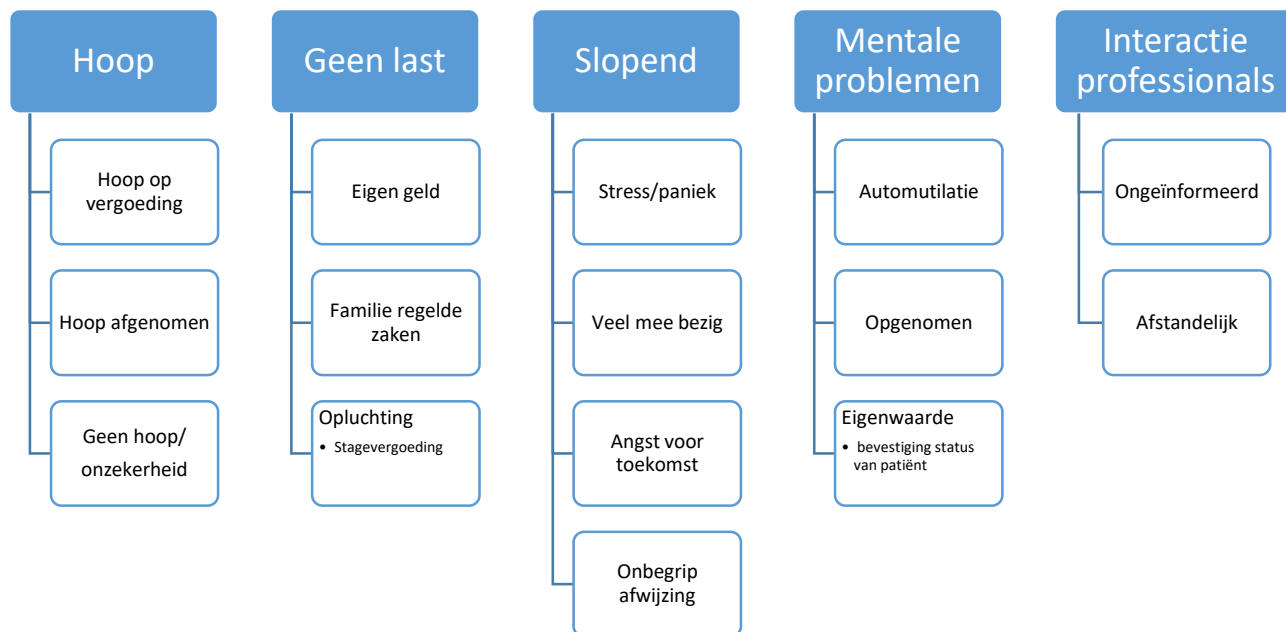 Hoop
Hoop op
vergoeding
Hoop afgenomen
Geen hoop/
onzekerheid
Geen last
Eigen geld
Familie regelde
zaken
Opluchting
• Stagevergoeding
Slopend
Stress/paniek
Veel mee bezig
Angst voor
toekomst
Onbegrip
afwijzing
Mentale
problemen
Automutilatie
Opgenomen
Eigenwaarde
• bevestiging status
van patiënt
Interactie
professionals
Ongeïnformeerd
Afstandelijk